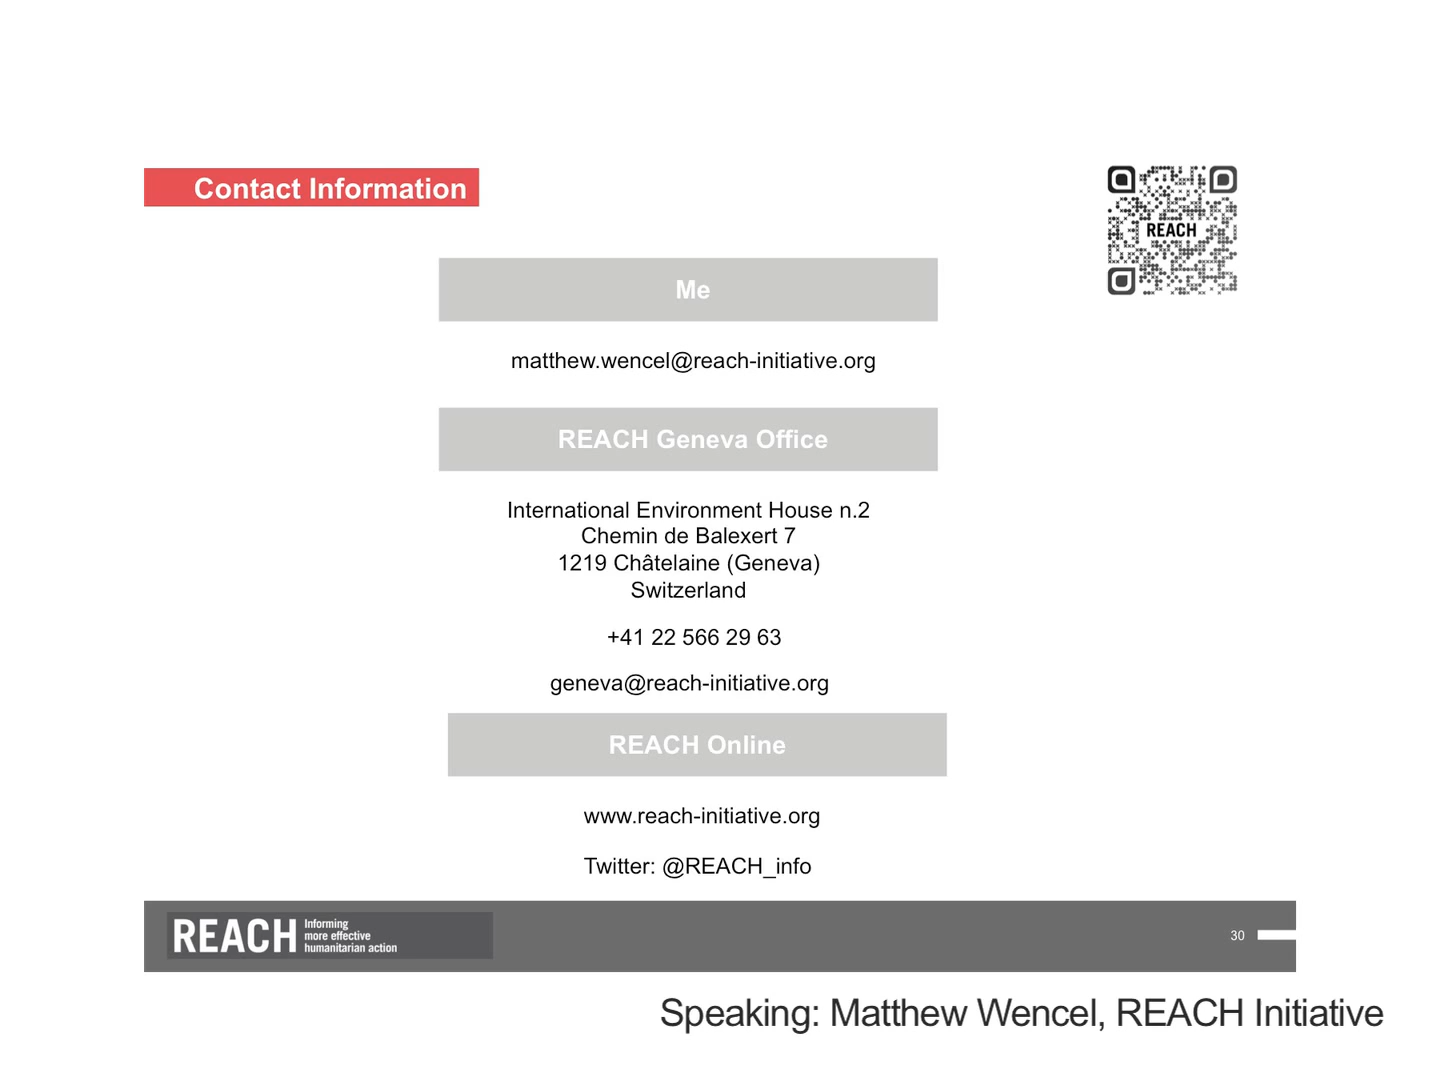 Contact Information
REACH
Me
matthew.wencel@reach-initiative.org
REACH Geneva Office
International Environment House n.2
Chemin de Balexert 7
1219 Châtelaine (Geneva)
Switzerland
+41 22 566 29 63
geneva@reach-initiative.org
REACH Online
www.reach-initiative.org
Twitter: @REACH_info
REACH
Informing
more effective
humanitarian action
30
Speaking: Matthew Wencel, REACH Initiative